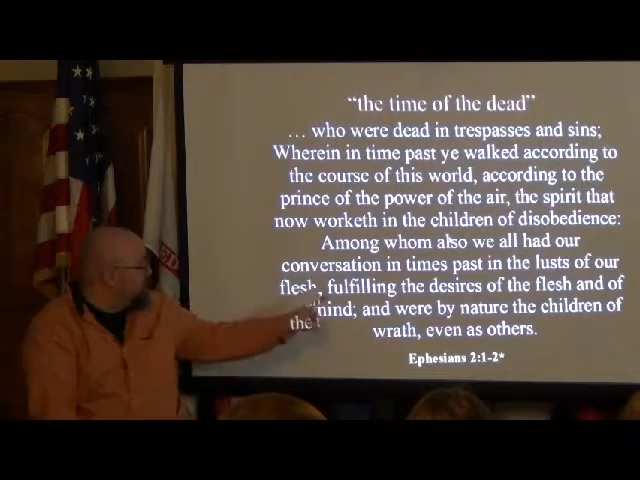 “the time of the dead”
… who were dead in trespasses and sins;
Wherein in time past ye walked according to
the course of this world, according to the
prince of the power of the air, the spirit that
now worketh in the children of disobedience:
Among whom also we all had our
conversation in times past in the lusts of our
flesh, fulfilling the desires of the flesh and of
the mind; and were by nature the children of
wrath, even as others.
Ephesians 2:1-2*